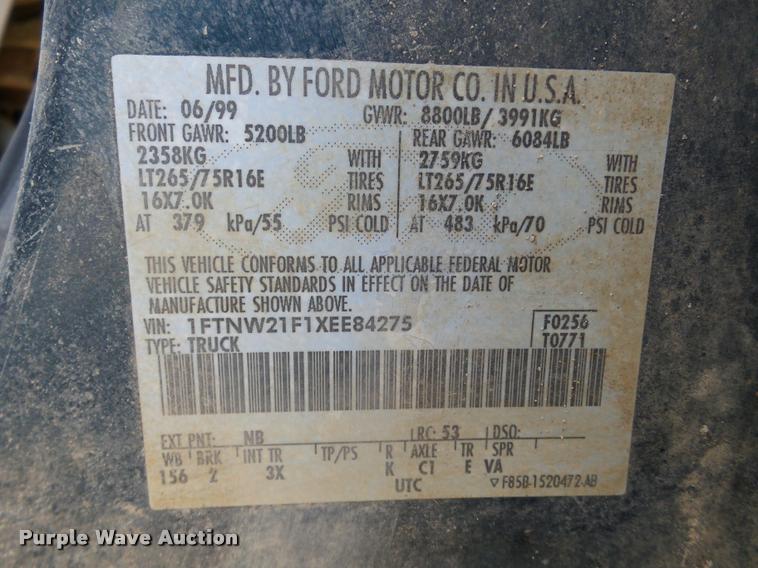 MFD. BY FORD MOTOR CO. IN U.S.A.
DATE: 06/99 GVWR: 8800LB/3991KG
FRONT GAWR: 5200LB REAR GAWR: 6084LB
2358KG WITH 2759KG WITH
LT265/75R16E TIRES LT265/75R16E TIRES
16X7.0K RIMS 16X7.0K RIMS
AT 379 kPa/55 PSI COLD AT 483 kPa/70 PSI COLD
THIS VEHICLE CONFORMS TO ALL APPLICABLE FEDERAL MOTOR
VEHICLE SAFETY STANDARDS IN EFFECT ON THE DATE OF
MANUFACTURE SHOWN ABOVE.
VIN: 1FTNW21F1XEE84275 F0256
TYPE: TRUCK T0771
EXT PNT: NB RC: 53 DSO:
WB BRK INT TR TP/PS R AXLE TR SPR
156 2 3X K C1 E VA
UTC ▽F85B-1520472-AB
Purple Wave Auction